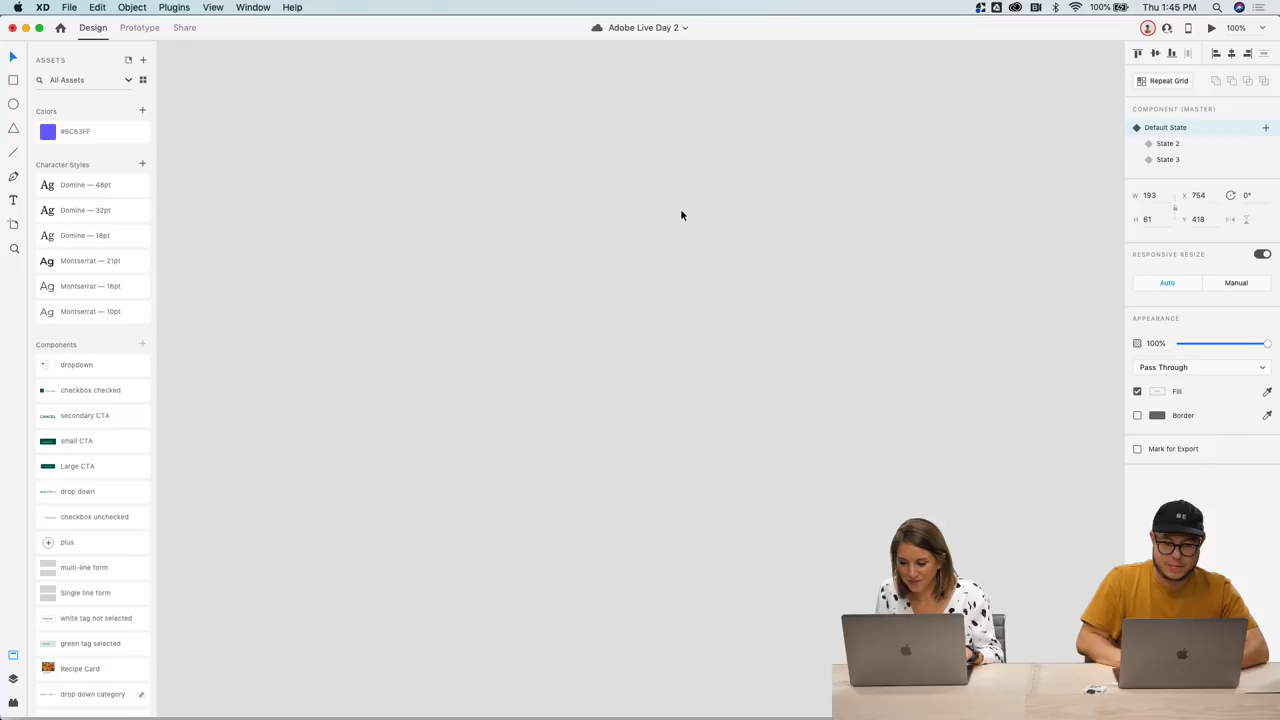 XD File Edit Object Plugins View Window Help
100% Thu 1:45 PM
Design Prototype Share
Adobe Live Day 2
100%
ASSETS
All Assets
Colors
#6C63FF
Character Styles
Ag Domine — 48pt
Ag Domine — 32pt
Ag Domine — 18pt
Ag Montserrat — 21pt
Ag Montserrat — 16pt
Ag Montserrat — 10pt
Components
dropdown
checkbox checked
CANCEL secondary CTA
small CTA
Large CTA
drop down
checkbox unchecked
plus
multi-line form
Single line form
white tag not selected
green tag selected
Recipe Card
drop down category
Repeat Grid
COMPONENT (MASTER)
Default State
State 2
State 3
W 193 X 754 0°
H 61 Y 418
RESPONSIVE RESIZE
Auto Manual
APPEARANCE
100%
Pass Through
Fill
Border
Mark for Export
BE